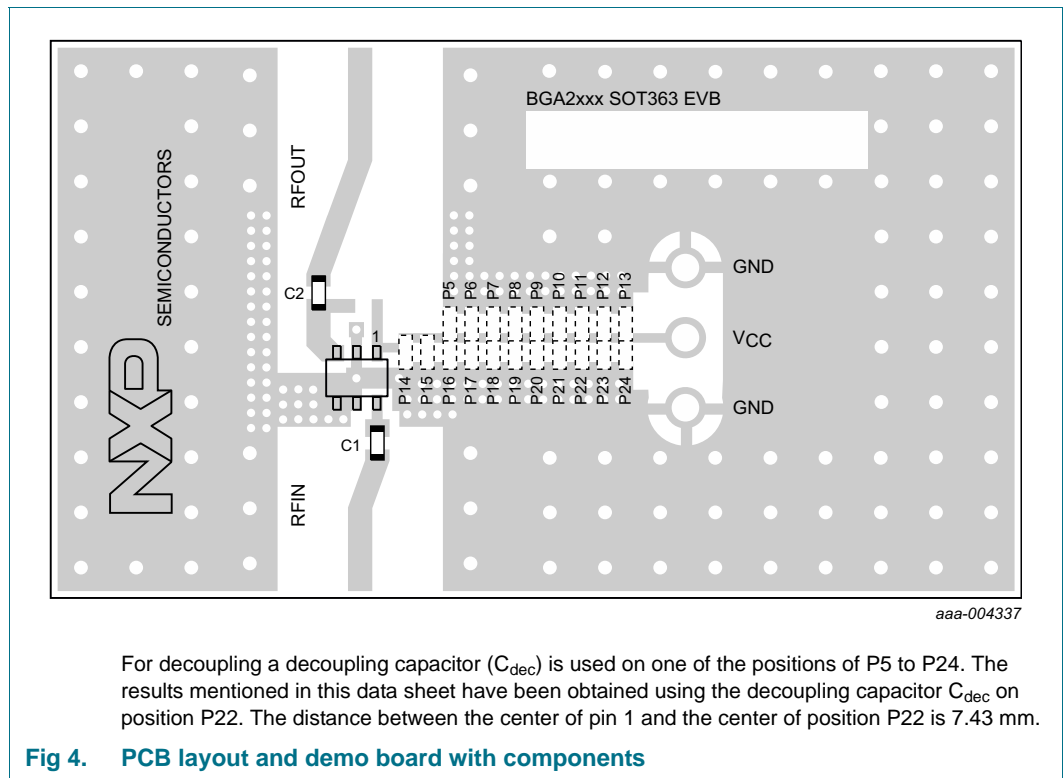 BGA2xxx SOT363 EVB
NXP
SEMICONDUCTORS
RFOUT
C2
1
P5 P6 P7 P8 P9 P10 P11 P12 P13
GND
VCC
GND
P14 P15 P16 P17 P18 P19 P20 P21 P22 P23 P24
C1
RFIN
aaa-004337
For decoupling a decoupling capacitor (Cdec) is used on one of the positions of P5 to P24. The
results mentioned in this data sheet have been obtained using the decoupling capacitor Cdec on
position P22. The distance between the center of pin 1 and the center of position P22 is 7.43 mm.
Fig 4. PCB layout and demo board with components